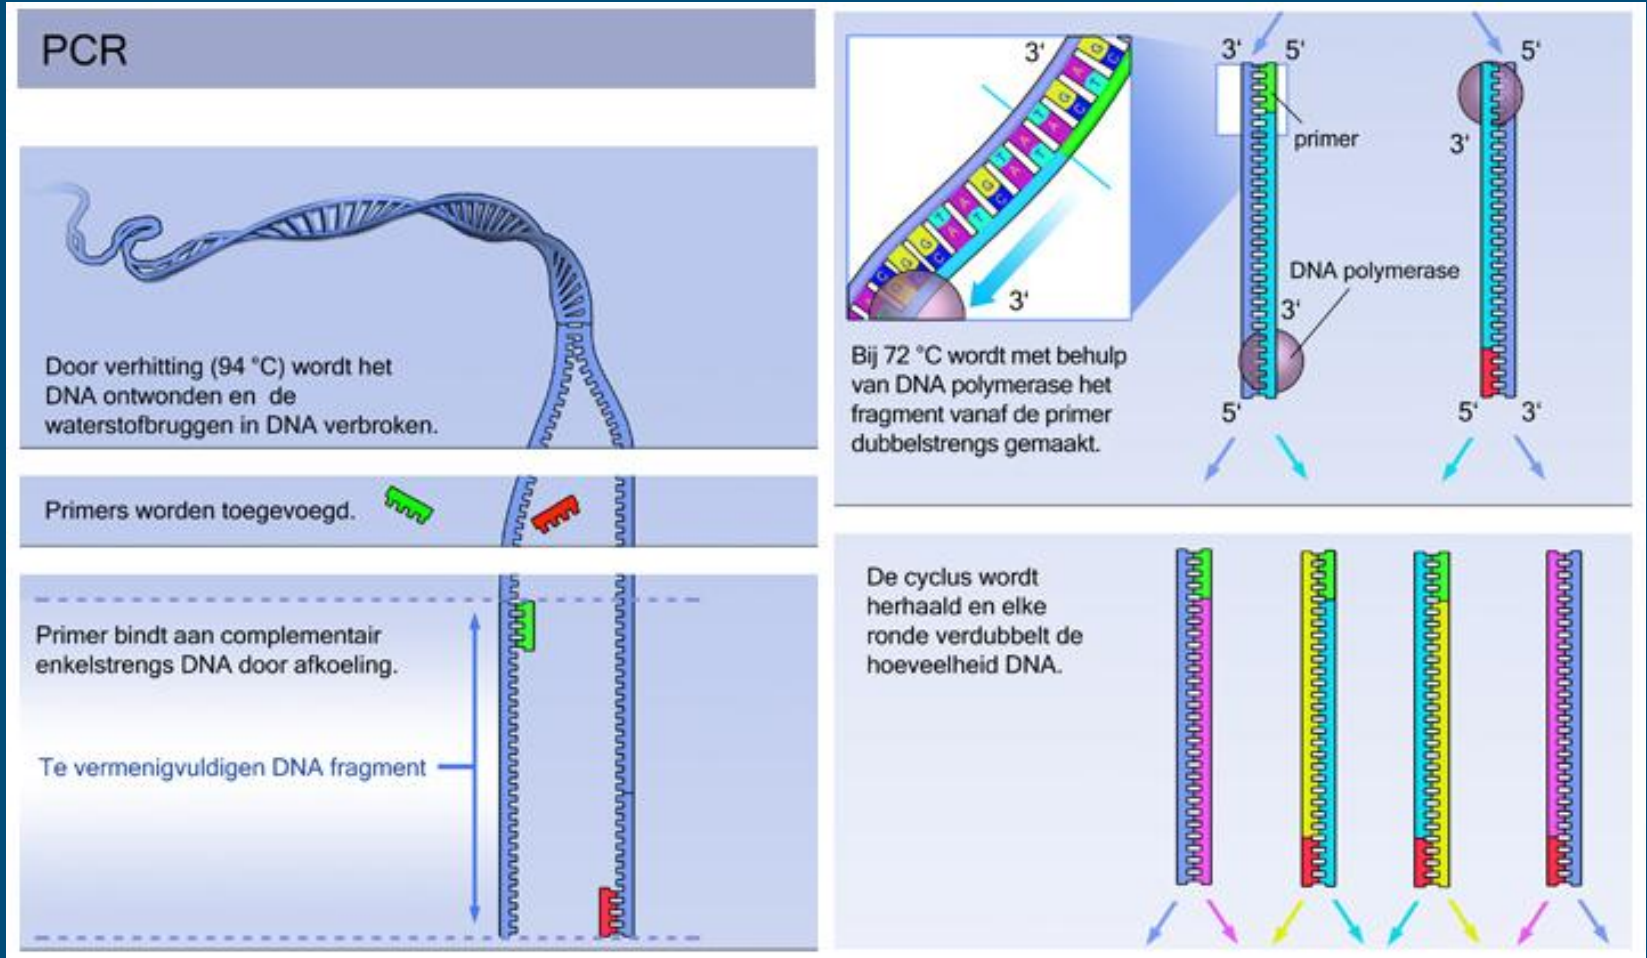 PCR
Door verhitting (94 °C) wordt het
DNA ontwonden en de
waterstofbruggen in DNA verbroken.
Primers worden toegevoegd.
Primer bindt aan complementair
enkelstrengs DNA door afkoeling.
Te vermenigvuldigen DNA fragment
3‘
G
C
A
T
G
C
T
A
A
T
T
A
G
C
A
T
T
A
G
C
G
C
3‘
Bij 72 °C wordt met behulp
van DNA polymerase het
fragment vanaf de primer
dubbelstrengs gemaakt.
3‘ 5‘
primer
DNA polymerase
3‘
5‘
5‘
3‘
5‘ 3‘
De cyclus wordt
herhaald en elke
ronde verdubbelt de
hoeveelheid DNA.